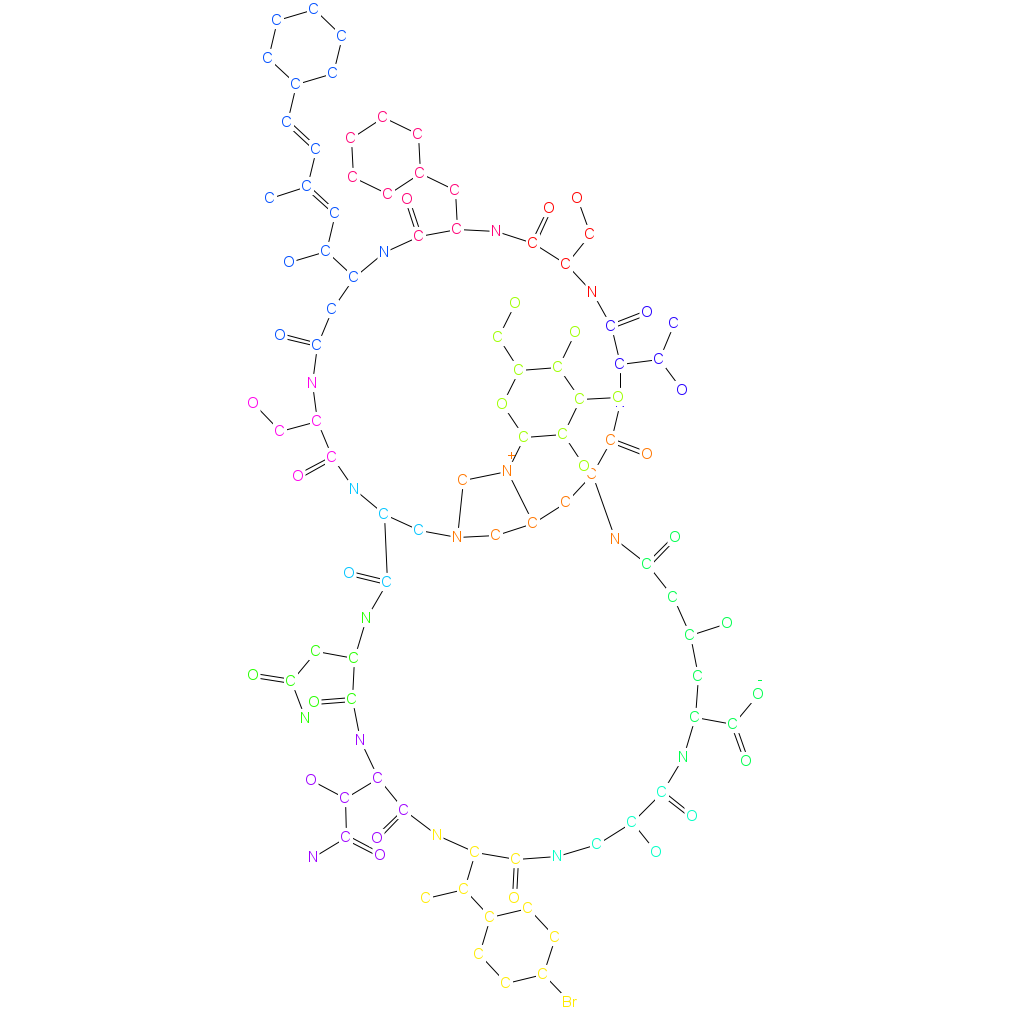 C
C C
C C
C
C C
C C
C C
C C
C C C
C O C O
C O
O C C N C
C N C
C N
C O C O C
O C C C C
N C O C O
O C C C O
C C C O
O C C N O C
N C
C C N C C N
O C C
N O
C C C C O
O C N O C
N C C O
N N O
O C C C O
C C C O
N O C N C C N C O
C C O
C C
C C
C C
C Br